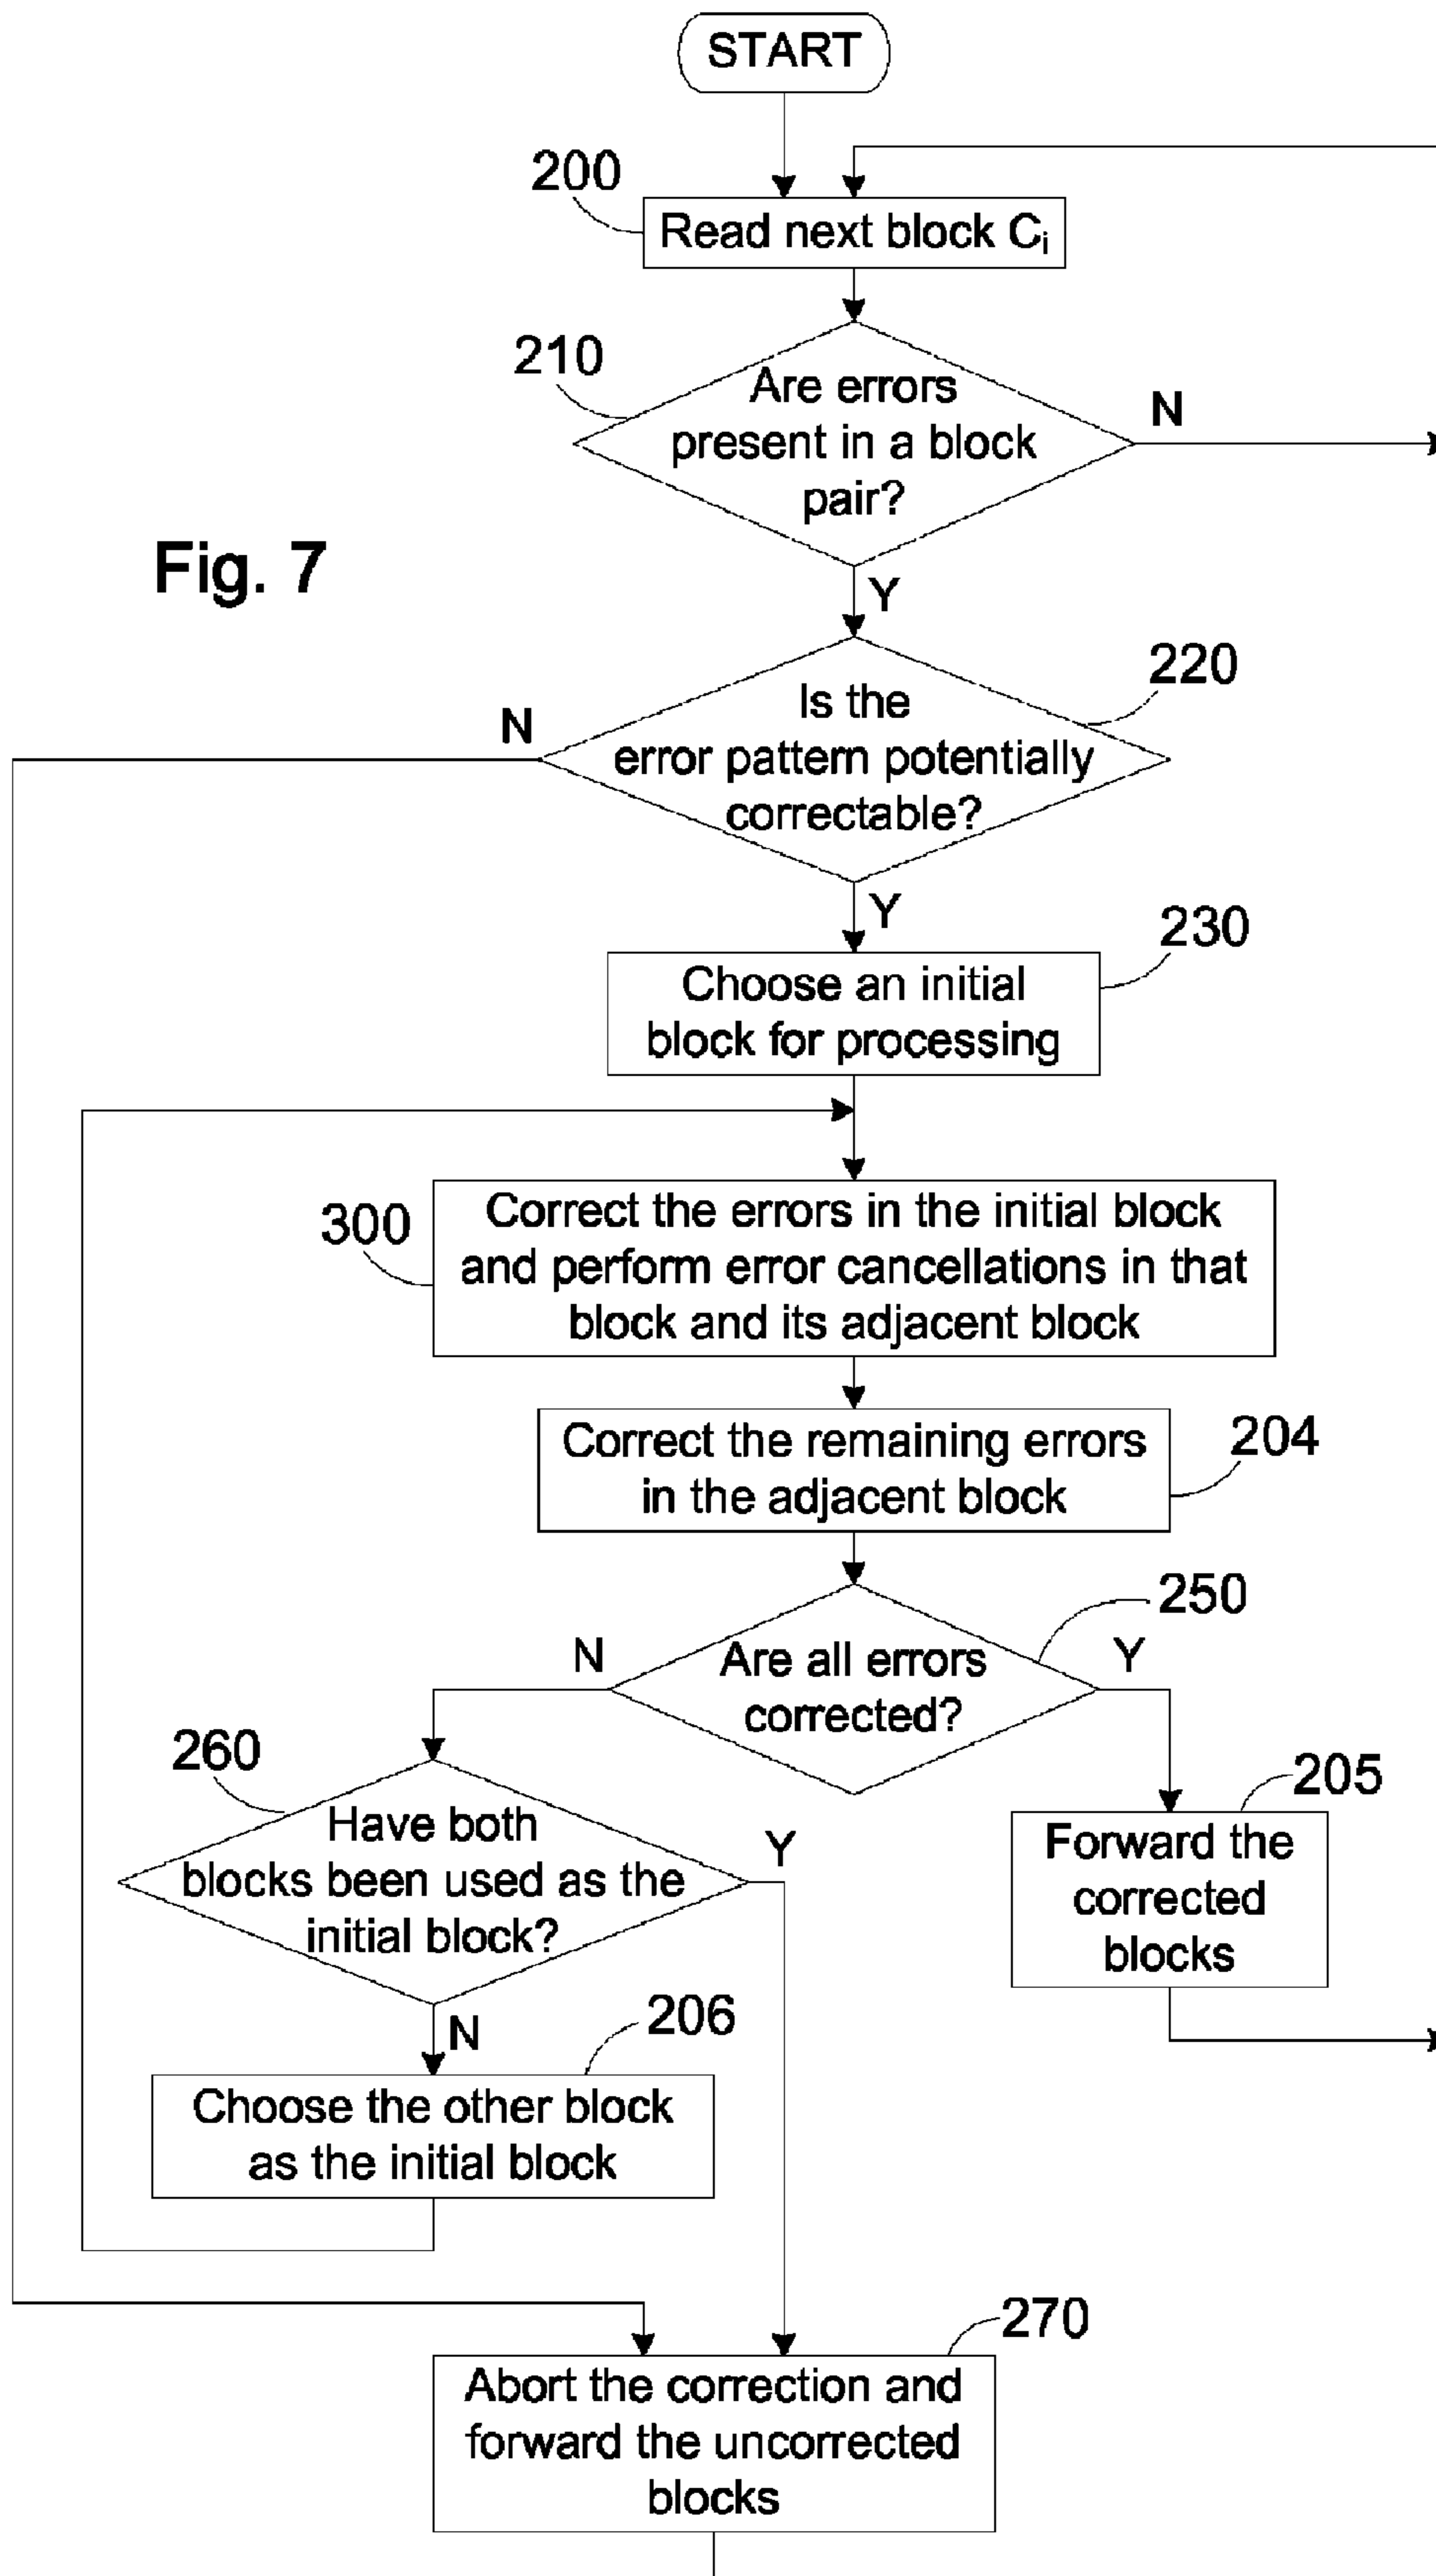 START
200
Read next block Ci
210
Are errors
present in a block
pair?
N
Fig. 7
Y
220
Is the
error pattern potentially
correctable?
N
Y
230
Choose an initial
block for processing
300
Correct the errors in the initial block
and perform error cancellations in that
block and its adjacent block
Correct the remaining errors
in the adjacent block
204
250
Are all errors
corrected?
N
Y
260
Have both
blocks been used as the
initial block?
Y
205
Forward the
corrected
blocks
N
206
Choose the other block
as the initial block
270
Abort the correction and
forward the uncorrected
blocks